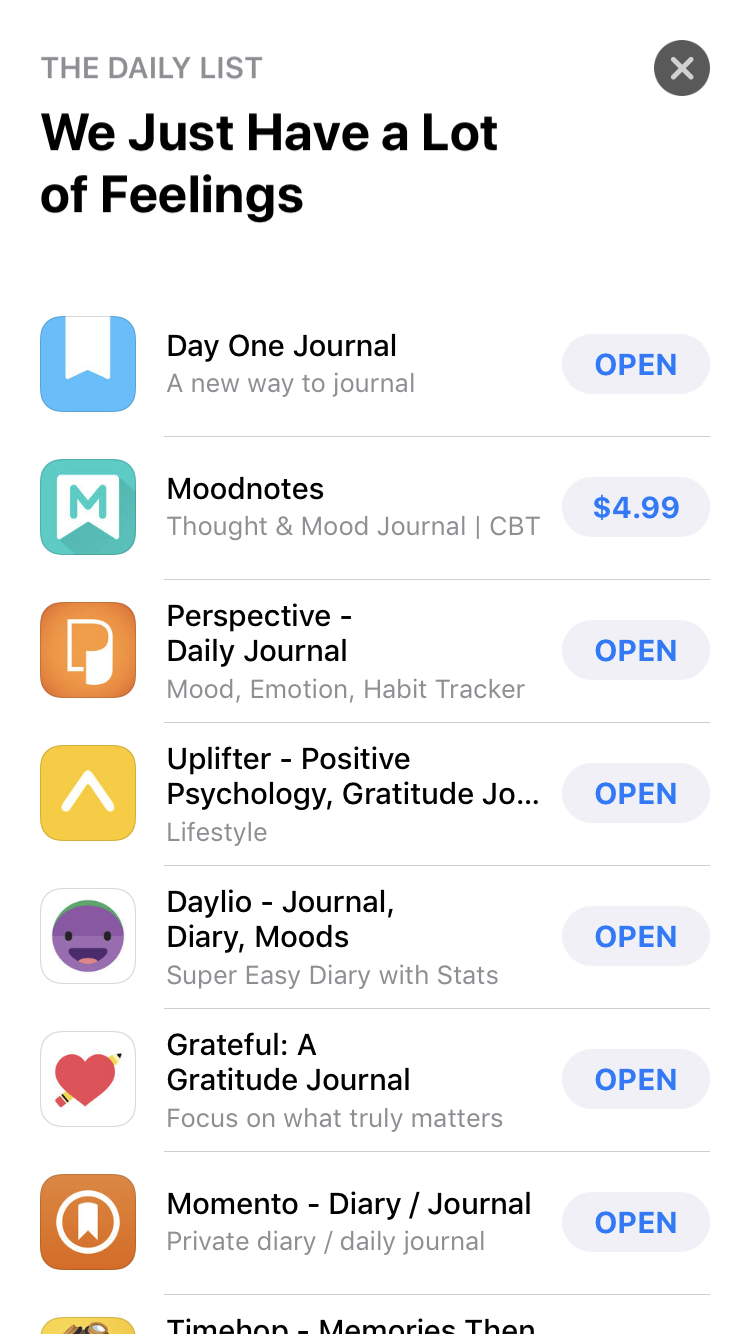 THE DAILY LIST
We Just Have a Lot
of Feelings
Day One Journal
A new way to journal
OPEN
M
Moodnotes
Thought & Mood Journal | CBT
$4.99
Perspective -
Daily Journal
Mood, Emotion, Habit Tracker
OPEN
Uplifter - Positive
Psychology, Gratitude Jo...
Lifestyle
OPEN
Daylio - Journal,
Diary, Moods
Super Easy Diary with Stats
OPEN
Grateful: A
Gratitude Journal
Focus on what truly matters
OPEN
Momento - Diary / Journal
Private diary / daily journal
OPEN
Timehop - Memories Then